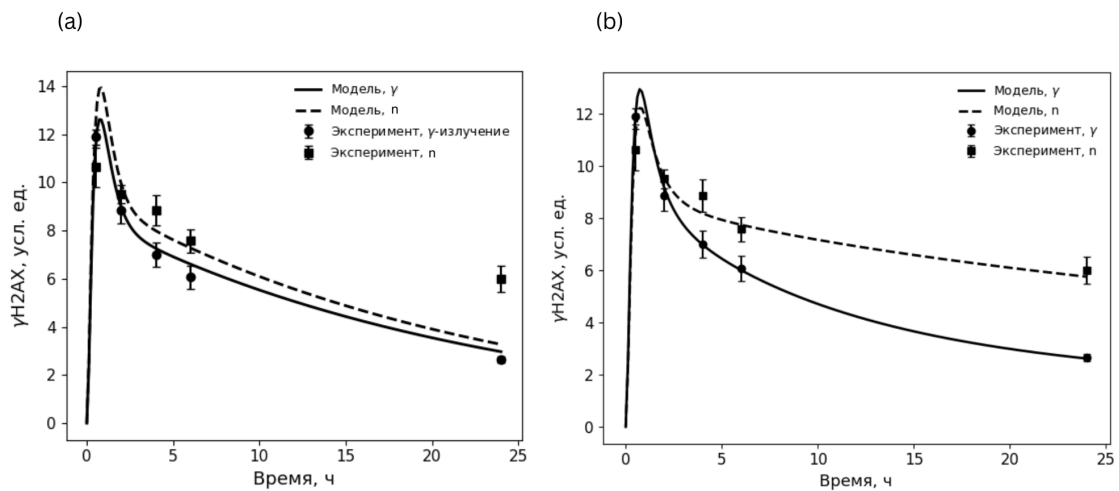 (a)
γH2AX, усл. ед.
14
12
10
8
6
4
2
0
Модель, γ
Модель, n
Эксперимент, γ-излучение
Эксперимент, n
0 5 10 15 20 25
Время, ч
(b)
γH2AX, усл. ед.
12
10
8
6
4
2
0
Модель, γ
Модель, n
Эксперимент, γ
Эксперимент, n
0 5 10 15 20 25
Время, ч